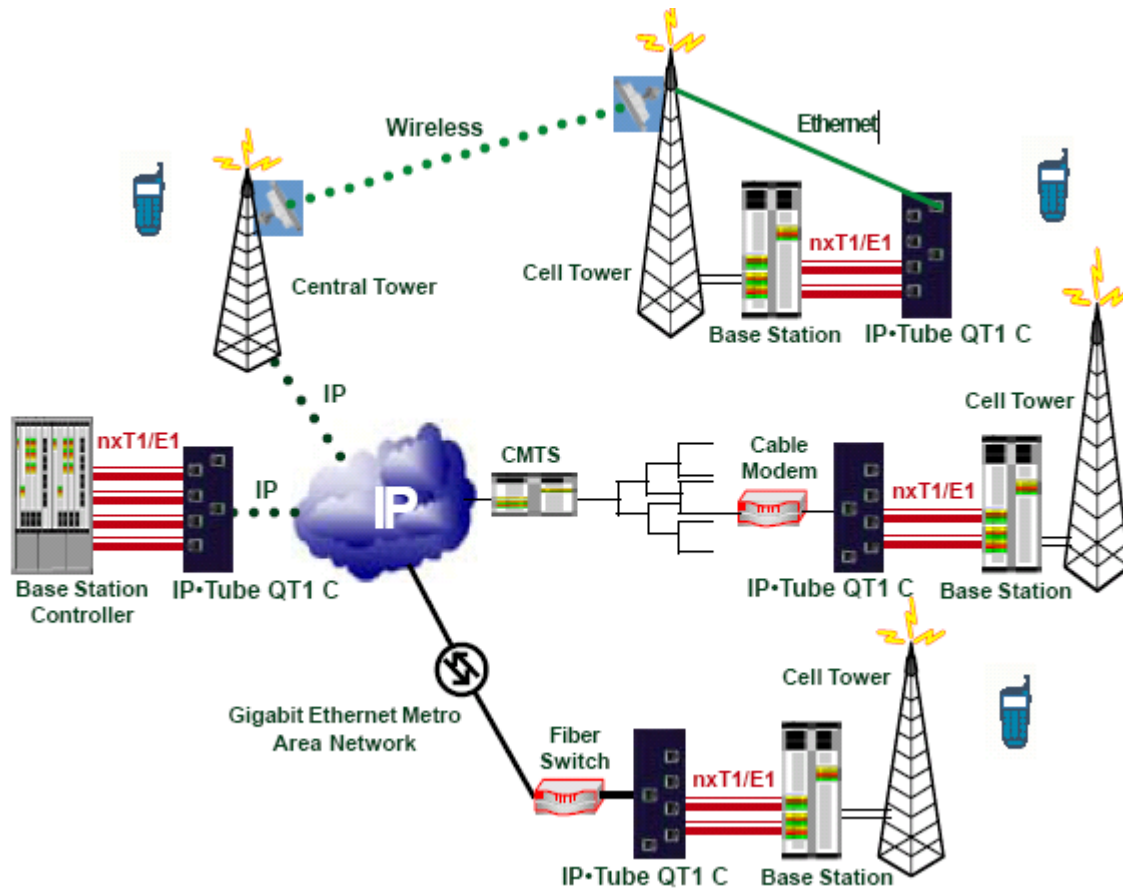 Wireless
Ethernet
Central Tower
Cell Tower
nxT1/E1
Base Station
IP•Tube QT1 C
IP
Cell Tower
nxT1/E1
IP
IP
CMTS
Cable
Modem
nxT1/E1
Base Station
Controller
IP•Tube QT1 C
IP•Tube QT1 C
Base Station
Cell Tower
Gigabit Ethernet Metro
Area Network
Fiber
Switch
nxT1/E1
IP•Tube QT1 C
Base Station